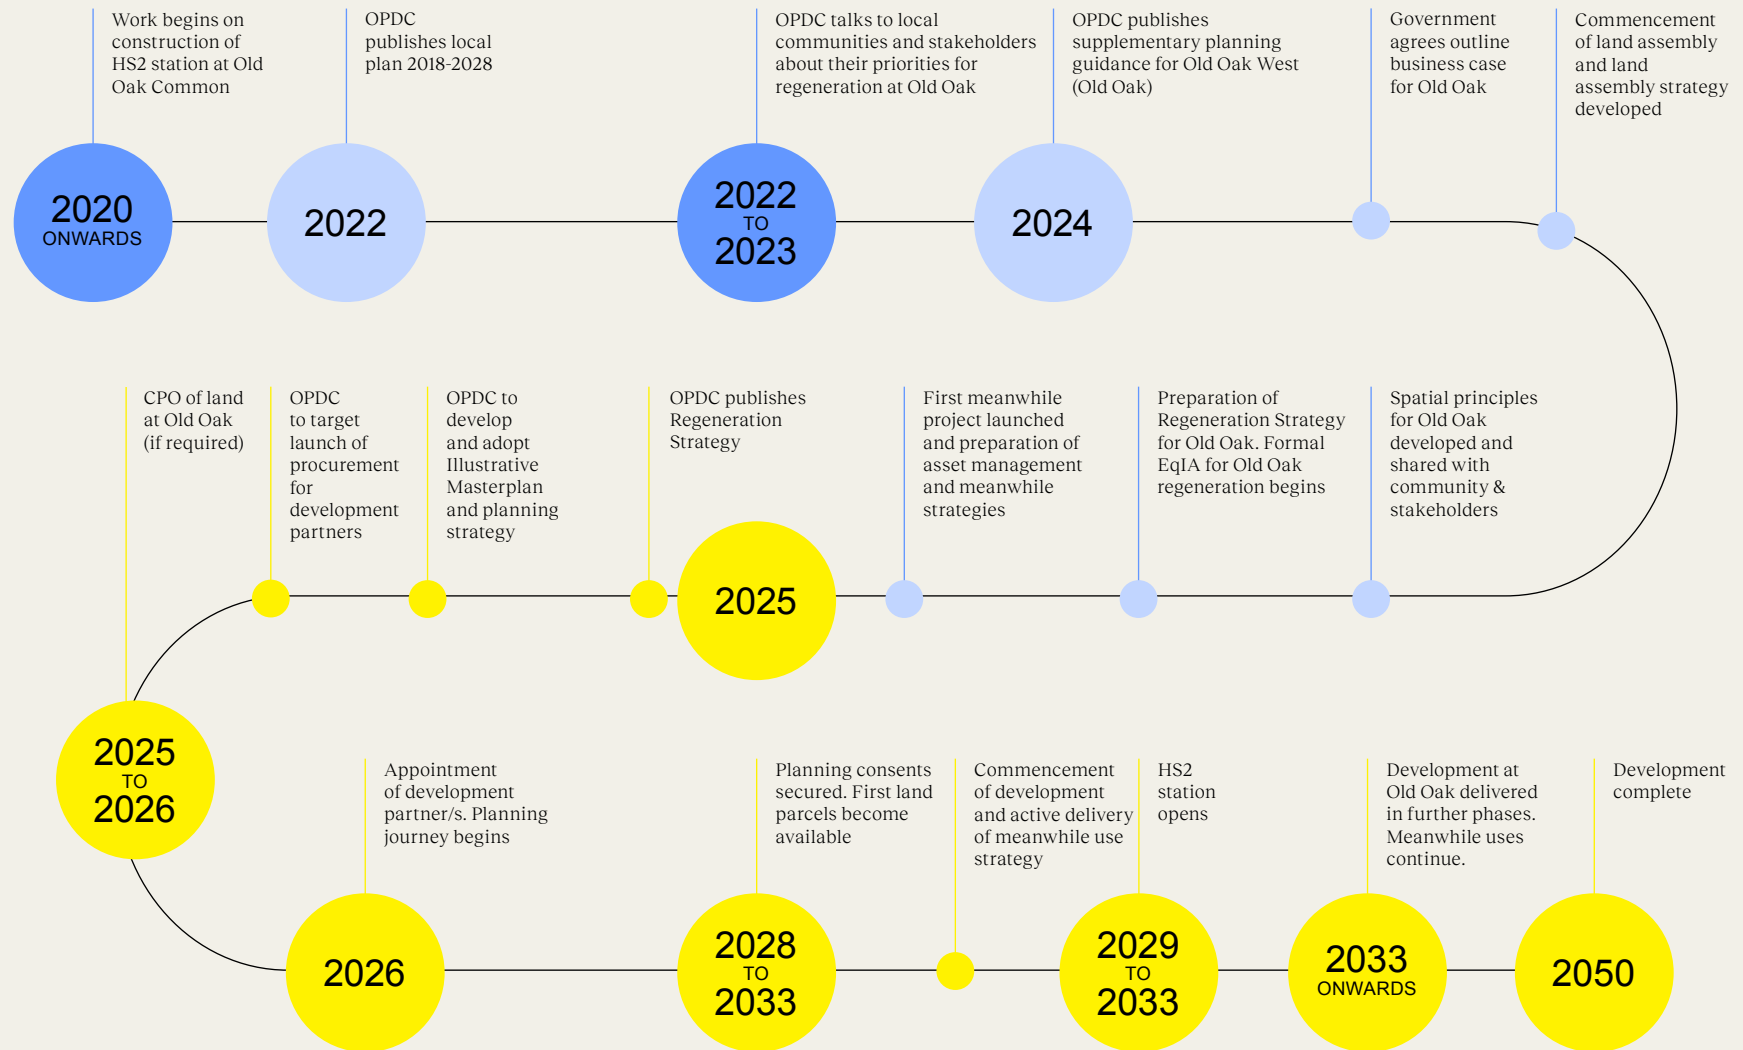 Work begins on
construction of
HS2 station at Old
Oak Common
2020
ONWARDS
OPDC
publishes local
plan 2018-2028
2022
OPDC talks to local
communities and stakeholders
about their priorities for
regeneration at Old Oak
2022
TO
2023
OPDC publishes
supplementary planning
guidance for Old Oak West
(Old Oak)
2024
Government
agrees outline
business case
for Old Oak
Commencement
of land assembly
and land
assembly strategy
developed
Spatial principles
for Old Oak
developed and
shared with
community &
stakeholders
Preparation of
Regeneration Strategy
for Old Oak. Formal
EqIA for Old Oak
regeneration begins
First meanwhile
project launched
and preparation of
asset management
and meanwhile
strategies
2025
OPDC publishes
Regeneration
Strategy
OPDC to
develop
and adopt
Illustrative
Masterplan
and planning
strategy
OPDC
to target
launch of
procurement
for
development
partners
CPO of land
at Old Oak
(if required)
2025
TO
2026
Appointment
of development
partner/s. Planning
journey begins
2026
Planning consents
secured. First land
parcels become
available
2028
TO
2033
Commencement
of development
and active delivery
of meanwhile use
strategy
HS2
station
opens
2029
TO
2033
Development at
Old Oak delivered
in further phases.
Meanwhile uses
continue.
2033
ONWARDS
Development
complete
2050